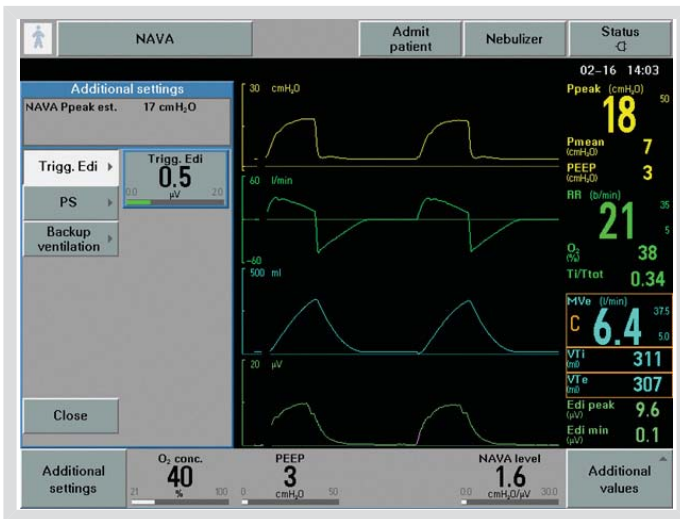 NAVA
Admit
patient
Nebulizer
Status
02-16 14:03
Additional settings
NAVA Ppeak est. 17 cmH₂O
Trigg. Edi
Trigg. Edi
0.5
0.0 µV 2.0
PS
Backup
ventilation
Close
30 cmH₂O
60 l/min
-60
500 ml
20 µV
Ppeak (cmH₂O)
18 50
Pmean
(cmH₂O) 7
PEEP
(cmH₂O) 3
RR (b/min)
21 35
5
O₂
(%) 38
TI/Ttot 0.34
MVe (l/min)
C 6.4 37.5
5.0
VTi
(ml) 311
VTe
(ml) 307
Edi peak
(µV) 9.6
Edi min
(µV) 0.1
Additional
settings
O₂ conc.
40
21 % 100
PEEP
3
0 cmH₂O 50
NAVA level
1.6
0.0 cmH₂O/µV 30.0
Additional
values